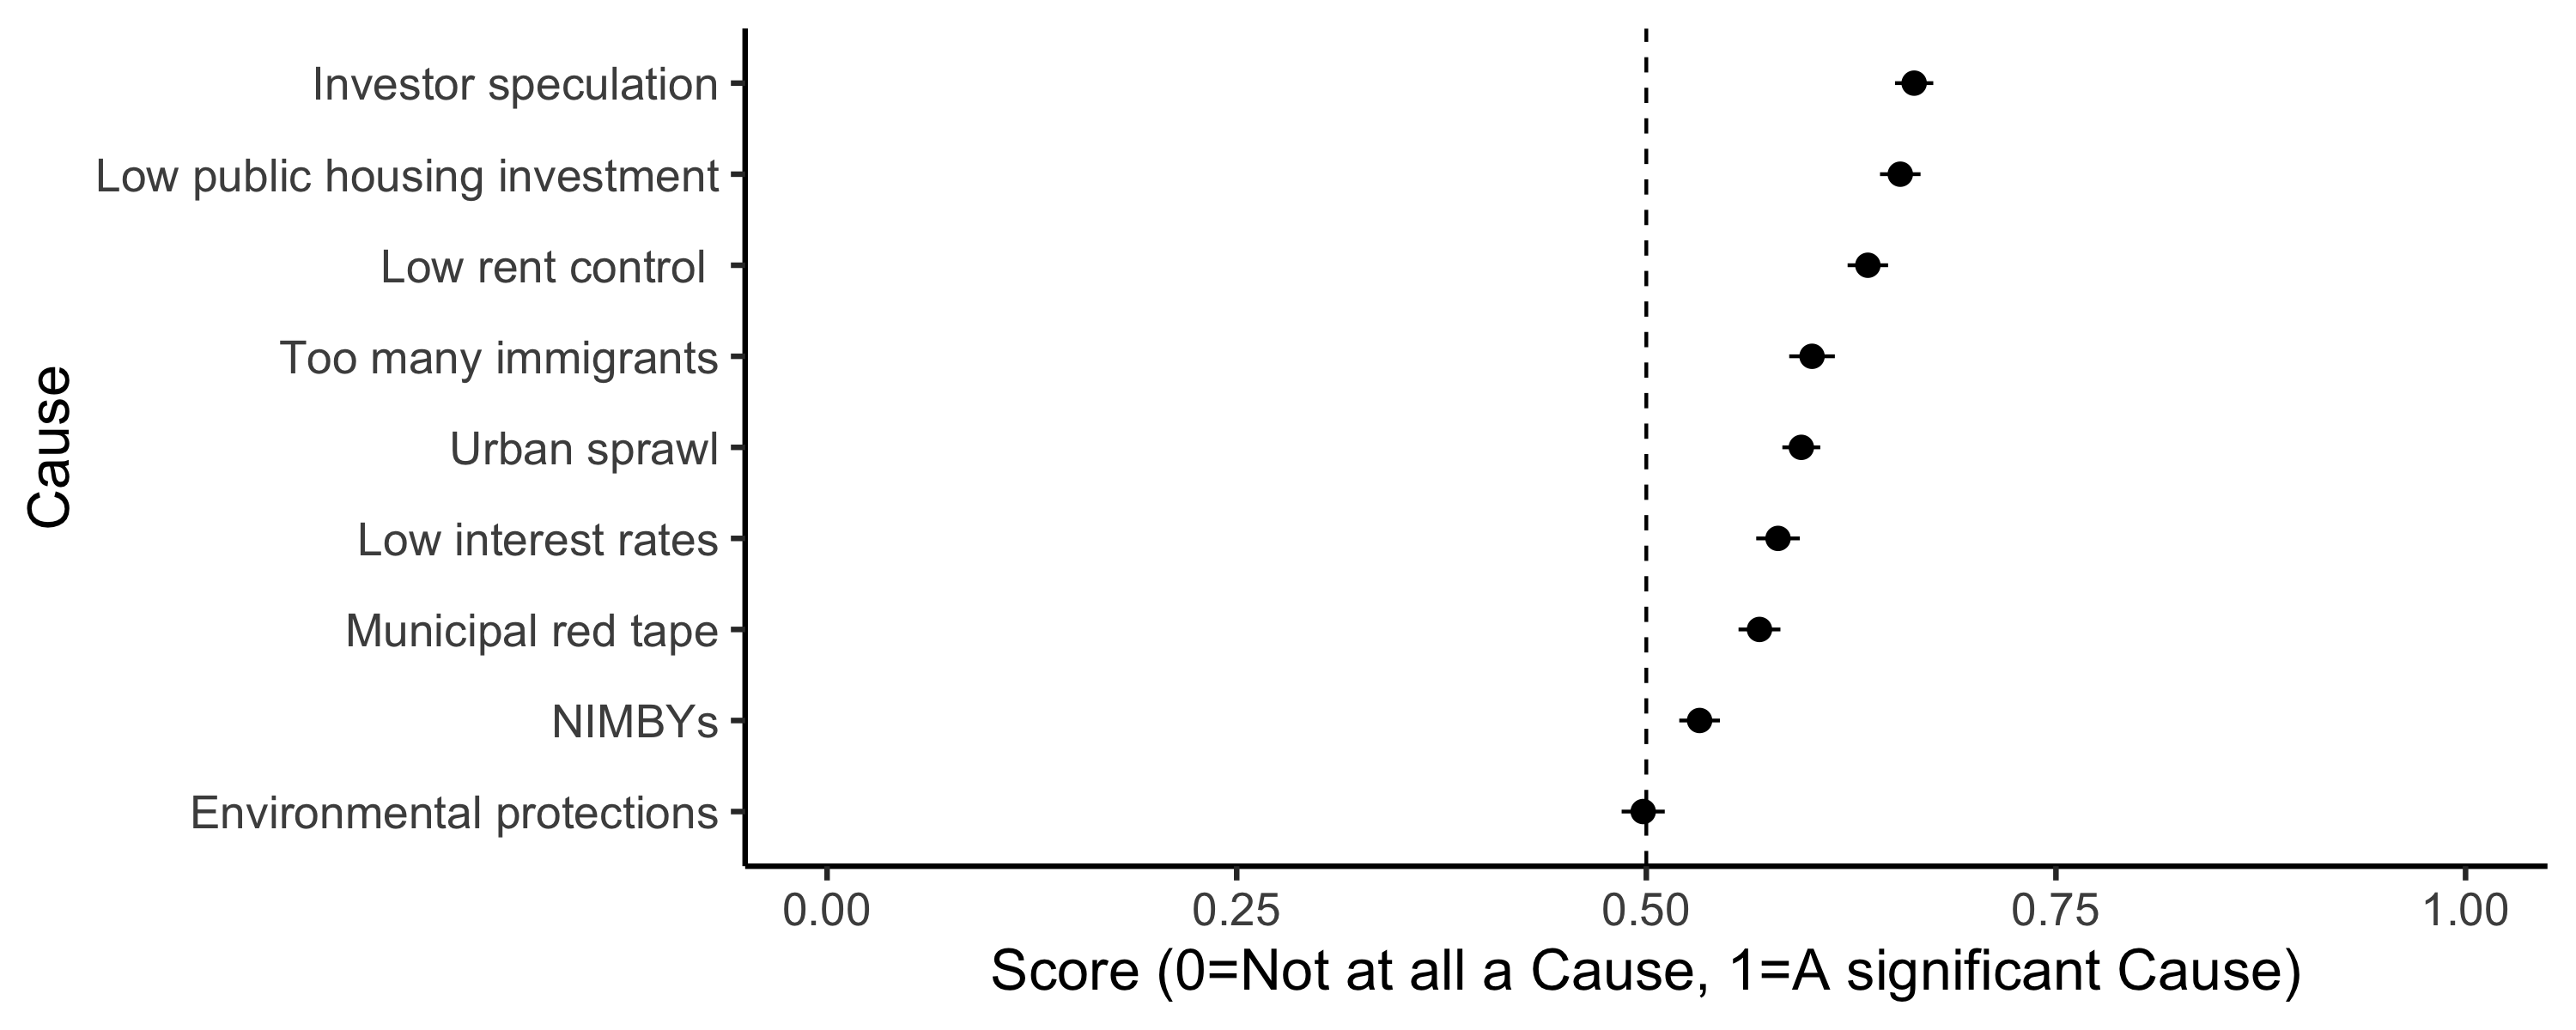 Cause
Investor speculation
Low public housing investment
Low rent control
Too many immigrants
Urban sprawl
Low interest rates
Municipal red tape
NIMBYs
Environmental protections
0.00 0.25 0.50 0.75 1.00
Score (0=Not at all a Cause, 1=A significant Cause)